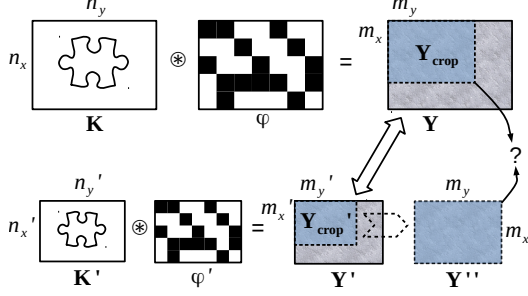 n_y m_y
n_x ⊛ = m_x Y_crop
K φ Y
?
n_y' m_y' m_y
n_x' ⊛ = m_x' Y_crop' m_x
K' φ' Y' Y''